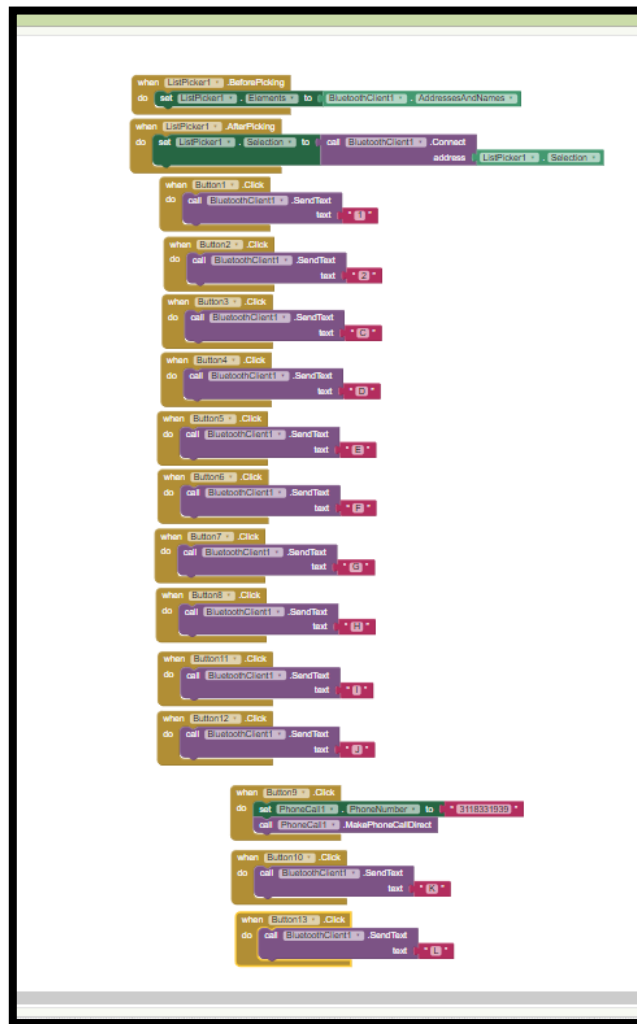 when ListPicker1 .BeforePicking
do set ListPicker1 . Elements to BluetoothClient1 . AddressesAndNames
when ListPicker1 .AfterPicking
do set ListPicker1 . Selection to call BluetoothClient1 .Connect
address ListPicker1 . Selection
when Button1 .Click
do call BluetoothClient1 .SendText
text " 1 "
when Button2 .Click
do call BluetoothClient1 .SendText
text " 2 "
when Button3 .Click
do call BluetoothClient1 .SendText
text " C "
when Button4 .Click
do call BluetoothClient1 .SendText
text " D "
when Button5 .Click
do call BluetoothClient1 .SendText
text " E "
when Button6 .Click
do call BluetoothClient1 .SendText
text " F "
when Button7 .Click
do call BluetoothClient1 .SendText
text " G "
when Button8 .Click
do call BluetoothClient1 .SendText
text " H "
when Button11 .Click
do call BluetoothClient1 .SendText
text " I "
when Button12 .Click
do call BluetoothClient1 .SendText
text " J "
when Button9 .Click
do set PhoneCall1 . PhoneNumber to " 3118331939 "
call PhoneCall1 .MakePhoneCallDirect
when Button10 .Click
do call BluetoothClient1 .SendText
text " K "
when Button13 .Click
do call BluetoothClient1 .SendText
text " L "